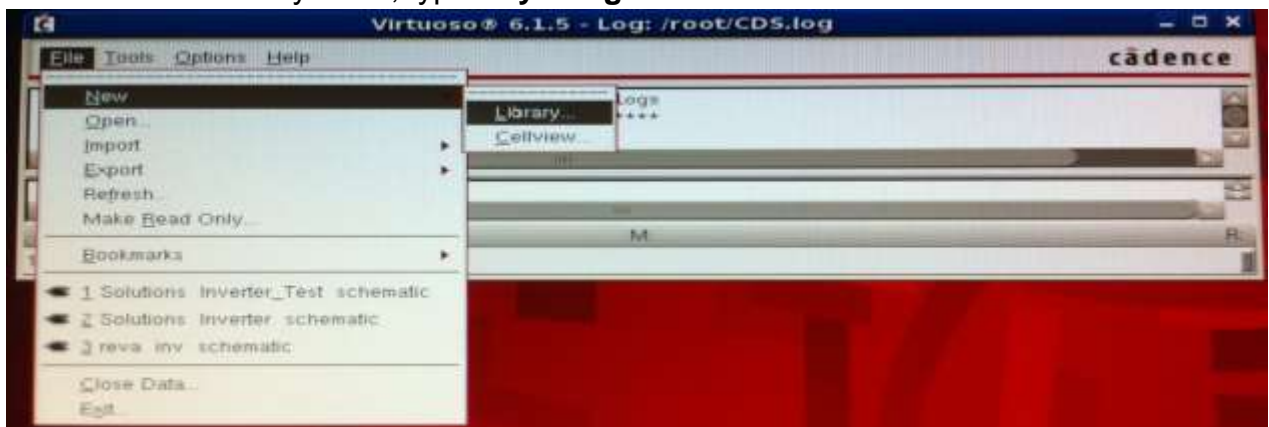 Virtuoso® 6.1.5 - Log: /root/CDS.log
File Tools Options Help
cādence
New
Open...
Import
Export
Refresh
Make Read Only...
Bookmarks
1 Solutions Inverter_Test schematic
2 Solutions Inverter schematic
3 reva inv schematic
Close Data...
Exit...
Library...
Cellview...
Logs
****
M:
R: